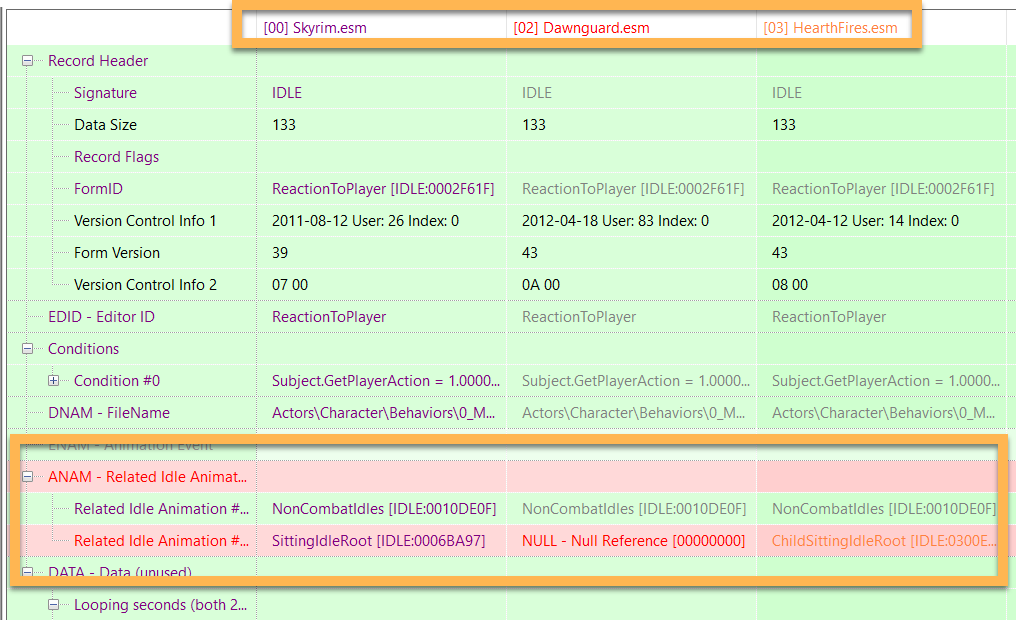 [00] Skyrim.esm [02] Dawnguard.esm [03] HearthFires.esm
Record Header
Signature IDLE IDLE IDLE
Data Size 133 133 133
Record Flags
FormID ReactionToPlayer [IDLE:0002F61F] ReactionToPlayer [IDLE:0002F61F] ReactionToPlayer [IDLE:0002F61F]
Version Control Info 1 2011-08-12 User: 26 Index: 0 2012-04-18 User: 83 Index: 0 2012-04-12 User: 14 Index: 0
Form Version 39 43 43
Version Control Info 2 07 00 0A 00 08 00
EDID - Editor ID ReactionToPlayer ReactionToPlayer ReactionToPlayer
Conditions
Condition #0 Subject.GetPlayerAction = 1.0000... Subject.GetPlayerAction = 1.0000... Subject.GetPlayerAction = 1.0000...
DNAM - FileName Actors\Character\Behaviors\0_M... Actors\Character\Behaviors\0_M... Actors\Character\Behaviors\0_M...
ENAM - Animation Event
ANAM - Related Idle Animat...
Related Idle Animation #... NonCombatIdles [IDLE:0010DE0F] NonCombatIdles [IDLE:0010DE0F] NonCombatIdles [IDLE:0010DE0F]
Related Idle Animation #... SittingIdleRoot [IDLE:0006BA97] NULL - Null Reference [00000000] ChildSittingIdleRoot [IDLE:0300E...
DATA - Data (unused)
Looping seconds (both 2...